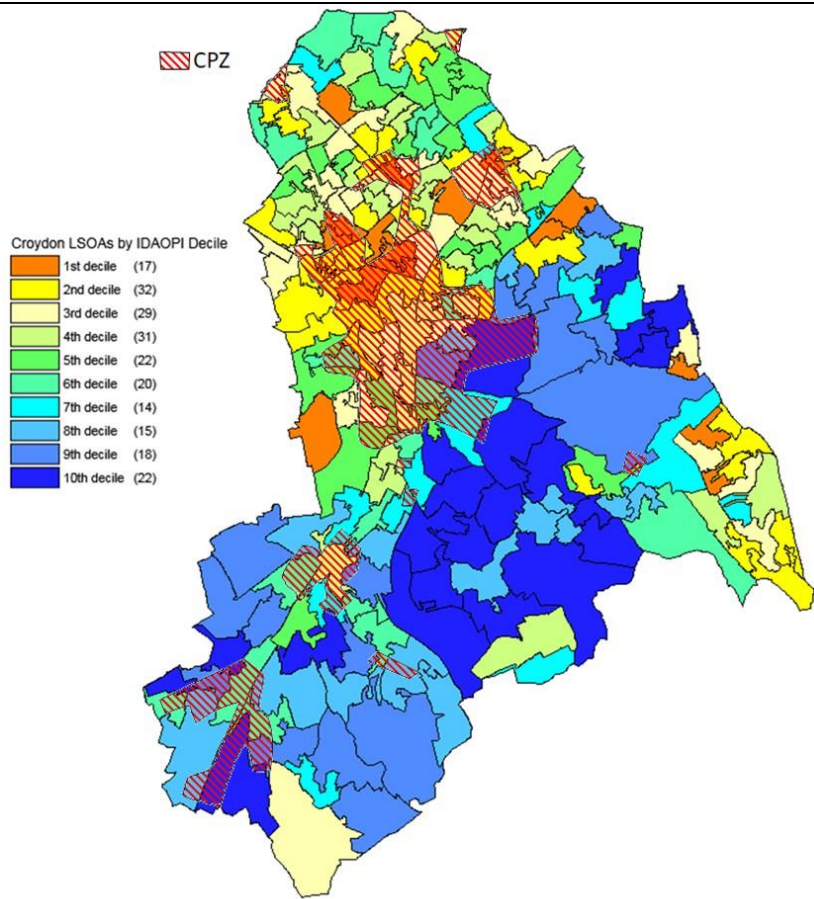 CPZ
Croydon LSOAs by IDAOPI Decile
1st decile (17)
2nd decile (32)
3rd decile (29)
4th decile (31)
5th decile (22)
6th decile (20)
7th decile (14)
8th decile (15)
9th decile (18)
10th decile (22)